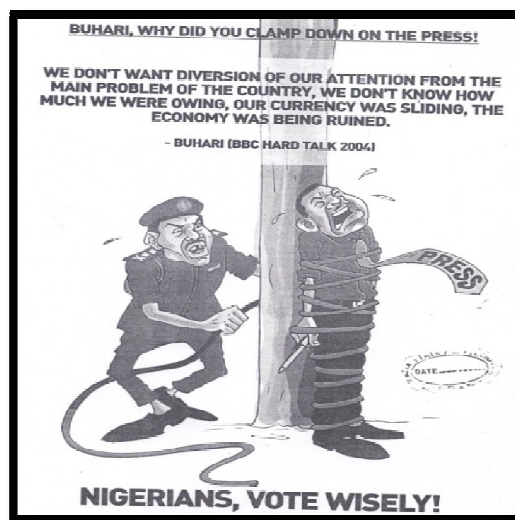 BUHARI, WHY DID YOU CLAMP DOWN ON THE PRESS!
WE DON'T WANT DIVERSION OF OUR ATTENTION FROM THE
MAIN PROBLEM OF THE COUNTRY, WE DON'T KNOW HOW
MUCH WE WERE OWING, OUR CURRENCY WAS SLIDING, THE
ECONOMY WAS BEING RUINED.
- BUHARI (BBC HARD TALK 2004)
PRESS
DATE
NIGERIANS, VOTE WISELY!